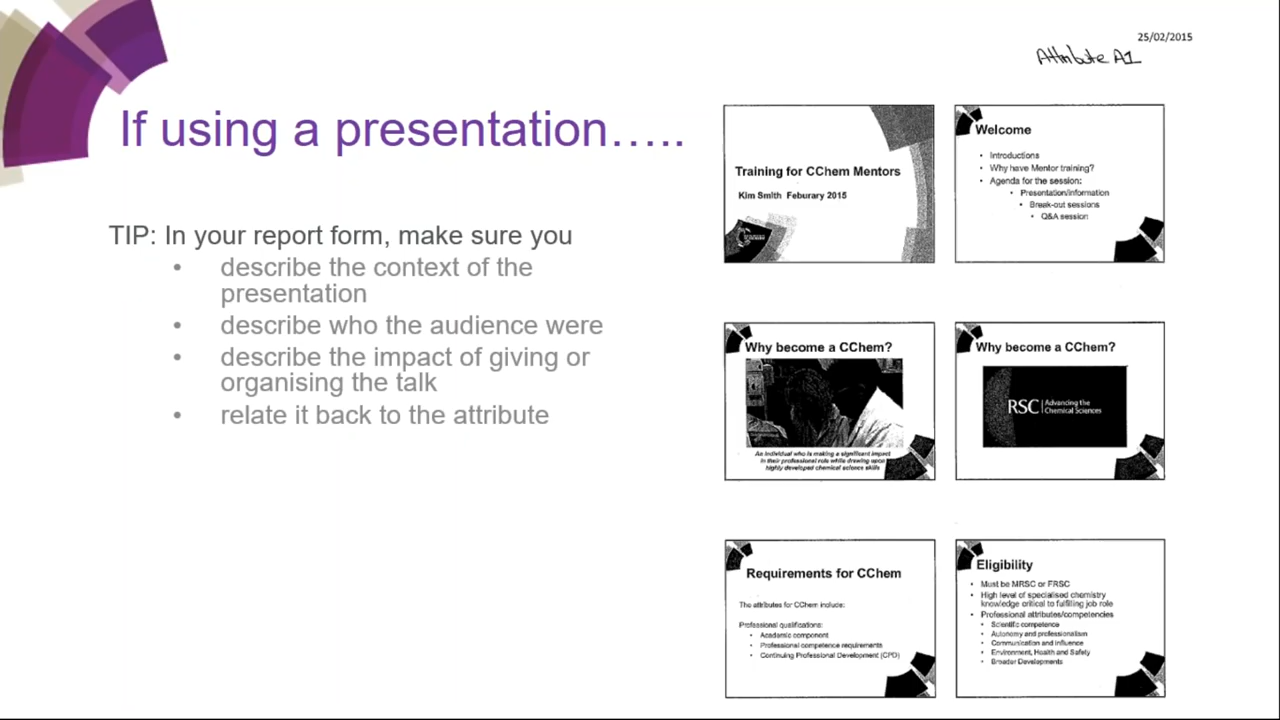 25/02/2015
Attribute A1
If using a presentation.....
TIP: In your report form, make sure you
• describe the context of the
presentation
• describe who the audience were
• describe the impact of giving or
organising the talk
• relate it back to the attribute
Training for CChem Mentors
Kim Smith Feburary 2015
Welcome
• Introductions
• Why have Mentor training?
• Agenda for the session:
• Presentation/information
• Break-out sessions
• Q&A session
Why become a CChem?
An individual who is making a significant impact
in their professional role while drawing upon
highly developed chemical science skills
Why become a CChem?
RSC | Advancing the
Chemical Sciences
Requirements for CChem
The attributes for CChem include:
Professional qualifications:
• Academic component
• Professional competence requirements
• Continuing Professional Development (CPD)
Eligibility
• Must be MRSC or FRSC
• High level of specialised chemistry
knowledge critical to fulfilling job role
• Professional attributes/competencies
• Scientific competence
• Autonomy and professionalism
• Communication and influence
• Environment, Health and Safety
• Broader Developments